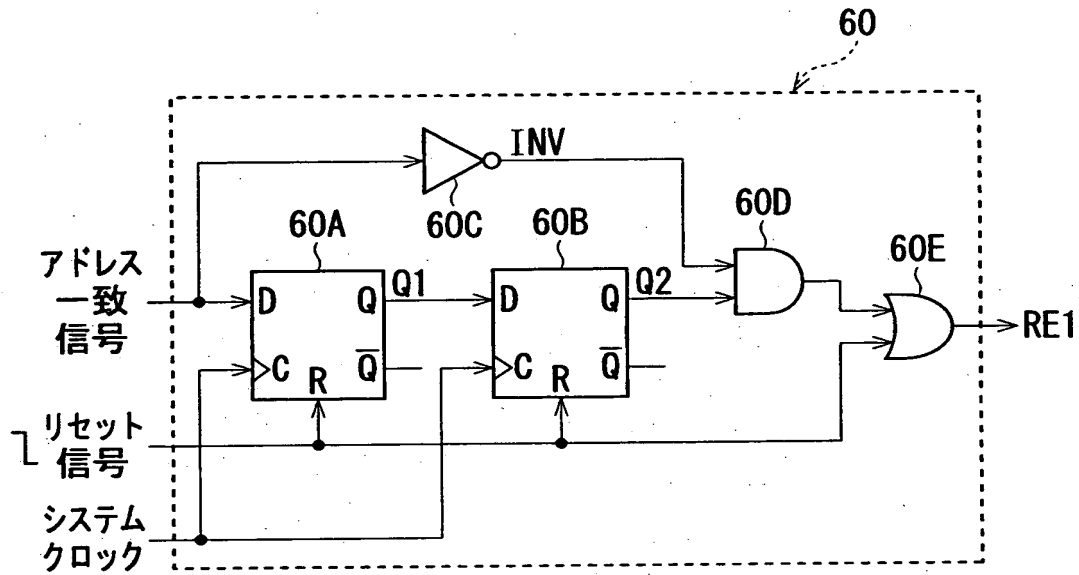 60
INV
60C
60D
60A
60B
60E
アドレス
一致
信号
D
Q
Q1
D
Q
Q2
RE1
C
R
Q̅
C
R
Q̅
リセット
信号
システム
クロック